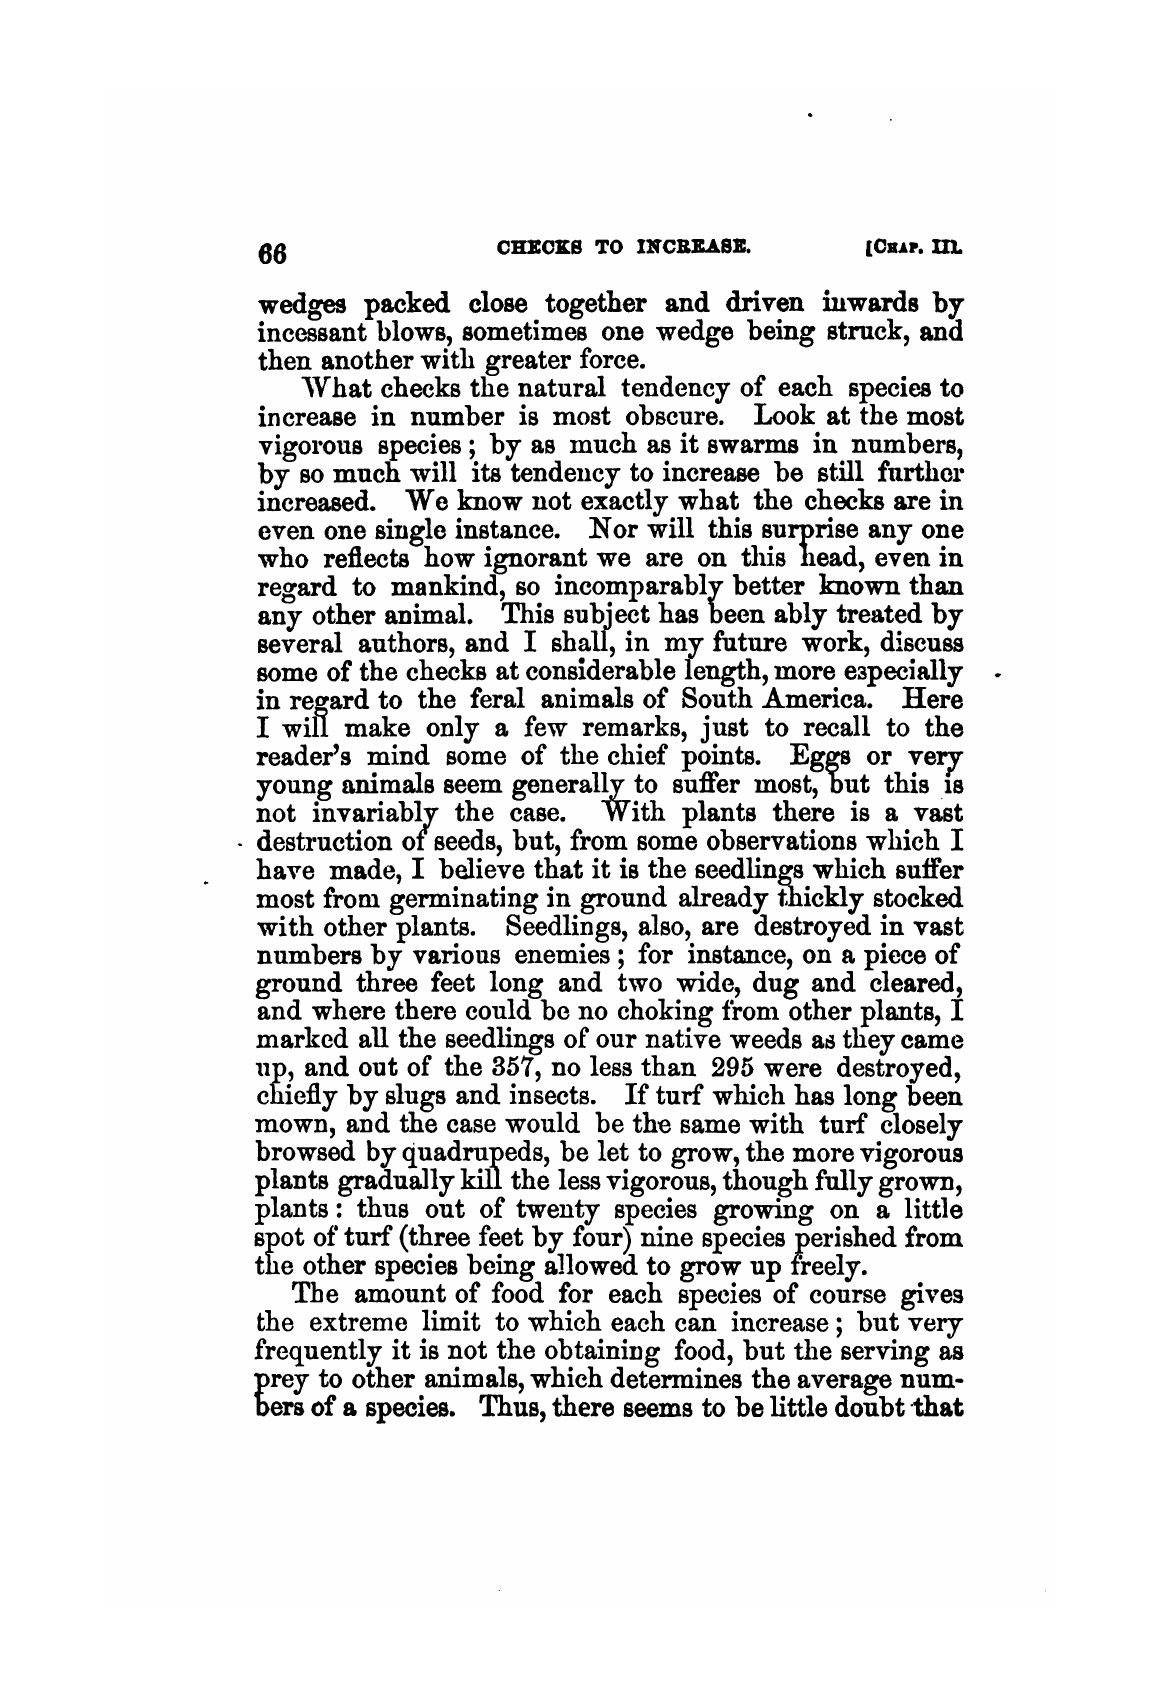 66 CHECKS TO INCREASE. [CHAP. III.
wedges packed close together and driven inwards by
incessant blows, sometimes one wedge being struck, and
then another with greater force.
What checks the natural tendency of each species to
increase in number is most obscure. Look at the most
vigorous species; by as much as it swarms in numbers,
by so much will its tendency to increase be still further
increased. We know not exactly what the checks are in
even one single instance. Nor will this surprise any one
who reflects how ignorant we are on this head, even in
regard to mankind, so incomparably better known than
any other animal. This subject has been ably treated by
several authors, and I shall, in my future work, discuss
some of the checks at considerable length, more especially
in regard to the feral animals of South America. Here
I will make only a few remarks, just to recall to the
reader's mind some of the chief points. Eggs or very
young animals seem generally to suffer most, but this is
not invariably the case. With plants there is a vast
destruction of seeds, but, from some observations which I
have made, I believe that it is the seedlings which suffer
most from germinating in ground already thickly stocked
with other plants. Seedlings, also, are destroyed in vast
numbers by various enemies; for instance, on a piece of
ground three feet long and two wide, dug and cleared,
and where there could be no choking from other plants, I
marked all the seedlings of our native weeds as they came
up, and out of the 357, no less than 295 were destroyed,
chiefly by slugs and insects. If turf which has long been
mown, and the case would be the same with turf closely
browsed by quadrupeds, be let to grow, the more vigorous
plants gradually kill the less vigorous, though fully grown,
plants: thus out of twenty species growing on a little
spot of turf (three feet by four) nine species perished from
the other species being allowed to grow up freely.
The amount of food for each species of course gives
the extreme limit to which each can increase; but very
frequently it is not the obtaining food, but the serving as
prey to other animals, which determines the average num-
bers of a species. Thus, there seems to be little doubt that